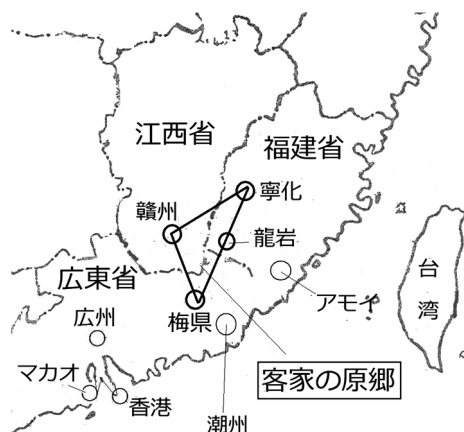 江西省
福建省
寧化
贛州
龍岩
広東省
台湾
アモイ
梅県
広州
客家の原郷
マカオ
香港
潮州